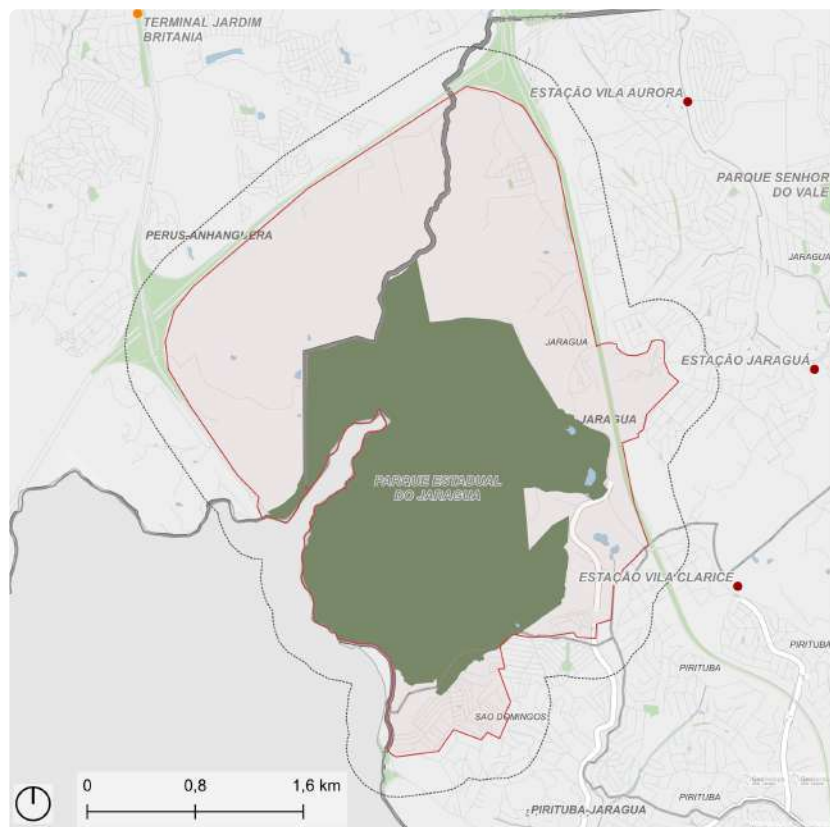 TERMINAL JARDIM
BRITANIA
ESTAÇÃO VILA AURORA
PARQUE SENHOR
DO VALE
PERUS-ANHANGUERA
JARAGUA
JARAGUA
ESTAÇÃO JARAGUÁ
JARAGUA
PARQUE ESTADUAL
DO JARAGUA
ESTAÇÃO VILA CLARICE
PIRITUBA
PIRITUBA
SAO DOMINGOS
0 0,8 1,6 km
PIRITUBA
PIRITUBA-JARAGUA